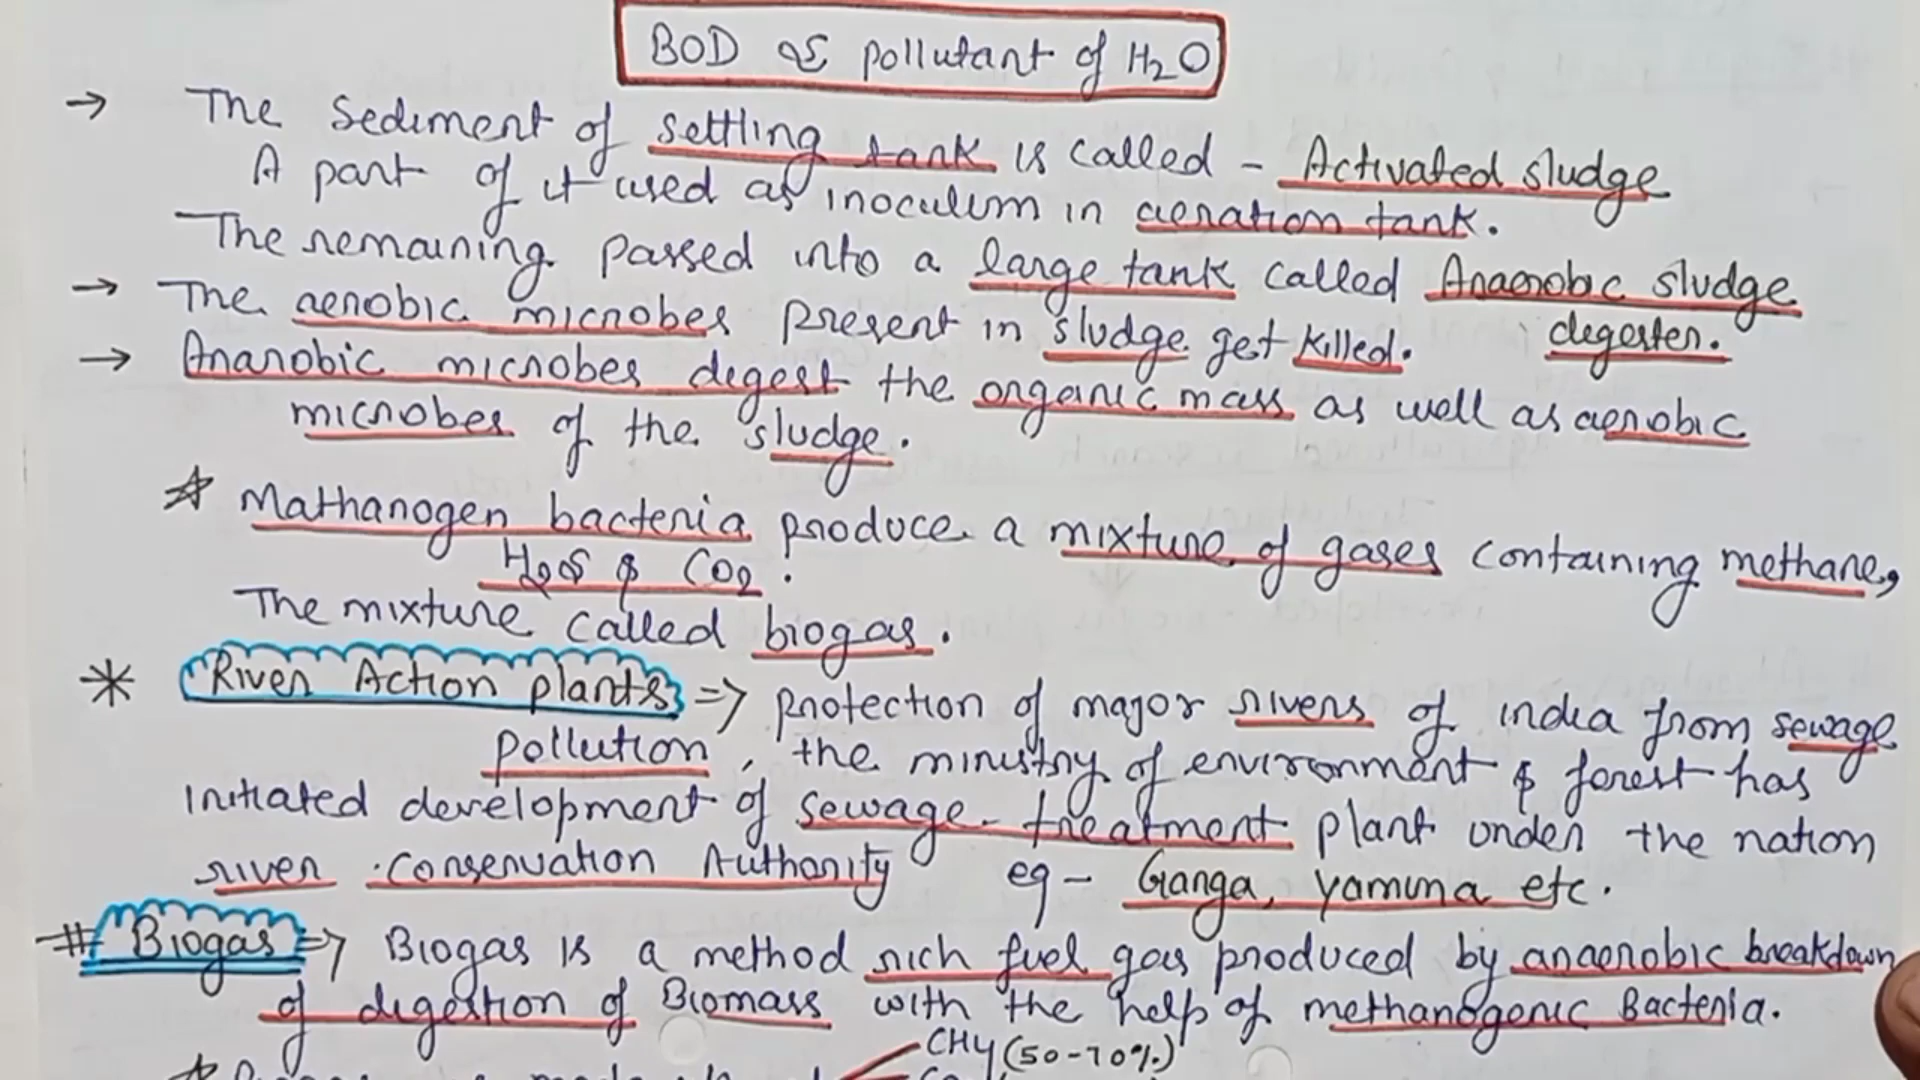 BOD & pollutant of H2O
→ The sediment of settling tank is called - Activated sludge
A part of it used as inoculum in aeration tank.
The remaining passed into a large tank called Anaerobic sludge
digester.
→ The aerobic microbes present in sludge get killed.
→ Anarobic microbes digest the organic mass as well as aerobic
microbes of the sludge.
☆ Mathanogen bacteria produce a mixture of gases containing methane,
H2S & CO2.
The mixture called biogas.
* River Action plants => protection of major rivers of india from sewage
pollution, the ministry of environment & forest has
initiated development of sewage treatment plant under the nation
river conservation Authority eg - Ganga, yamuna etc.
# Biogas => Biogas is a method rich fuel gas produced by anaerobic breakdown
of digestion of Biomass with the help of methanogenic Bacteria.
CH4 (50-70%)